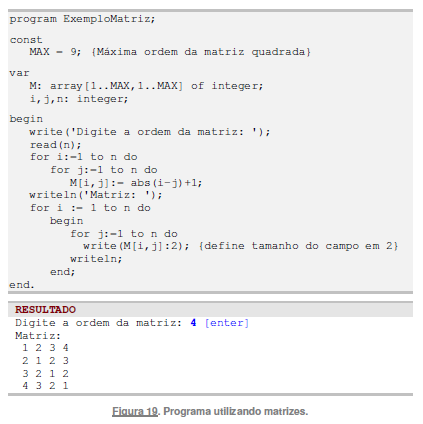 program ExemploMatriz;
const
MAX = 9; {Máxima ordem da matriz quadrada}
var
M: array[1..MAX,1..MAX] of integer;
i,j,n: integer;
begin
write('Digite a ordem da matriz: ');
read(n);
for i:=1 to n do
for j:=1 to n do
M[i,j]:= abs(i-j)+1;
writeln('Matriz: ');
for i := 1 to n do
begin
for j:=1 to n do
write(M[i,j]:2); {define tamanho do campo em 2}
writeln;
end;
end.
RESULTADO
Digite a ordem da matriz: 4 [enter]
Matriz:
1 2 3 4
2 1 2 3
3 2 1 2
4 3 2 1
Figura 19. Programa utilizando matrizes.